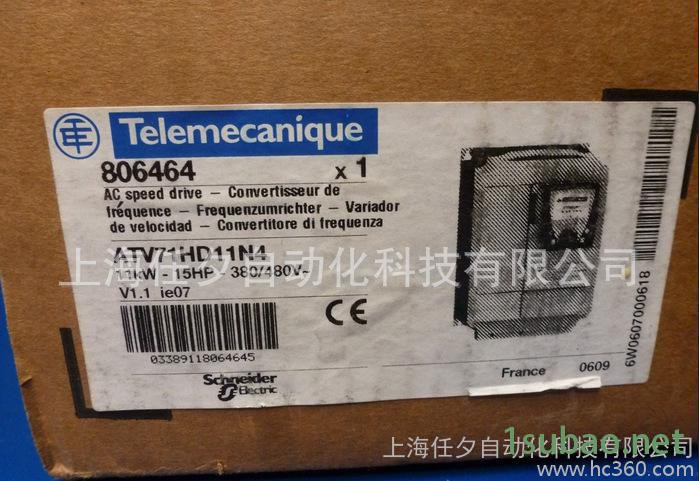 Telemecanique
806464 x 1
AC speed drive – Convertisseur de
fréquence – Frequenzumrichter – Variador
de velocidad – Convertitore di frequenza
ATV71HD11N4
11kW - 15HP - 380/480V~
V1.1 ie07
上海任夕自动化科技有限公司
CE
03389118064645
Schneider
Electric
France 0609
6W0607000618
1subao.net
上海任夕自动化科技有限公司
www.hc360.com